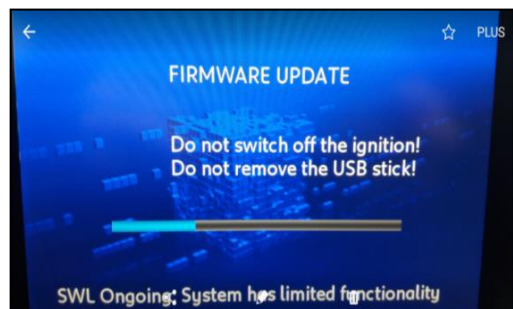 PLUS
FIRMWARE UPDATE
Do not switch off the ignition!
Do not remove the USB stick!
SWL Ongoing: System has limited functionality